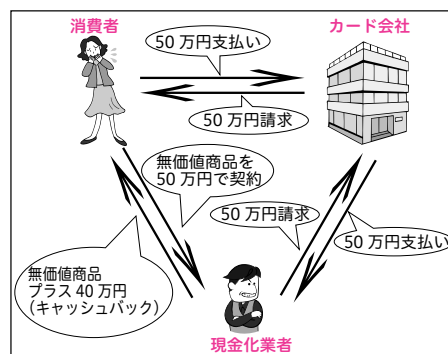 消費者
カード会社
50万円支払い
50万円請求
無価値商品を
50万円で契約
50万円請求
50万円支払い
無価値商品
プラス40万円
(キャッシュバック)
現金化業者